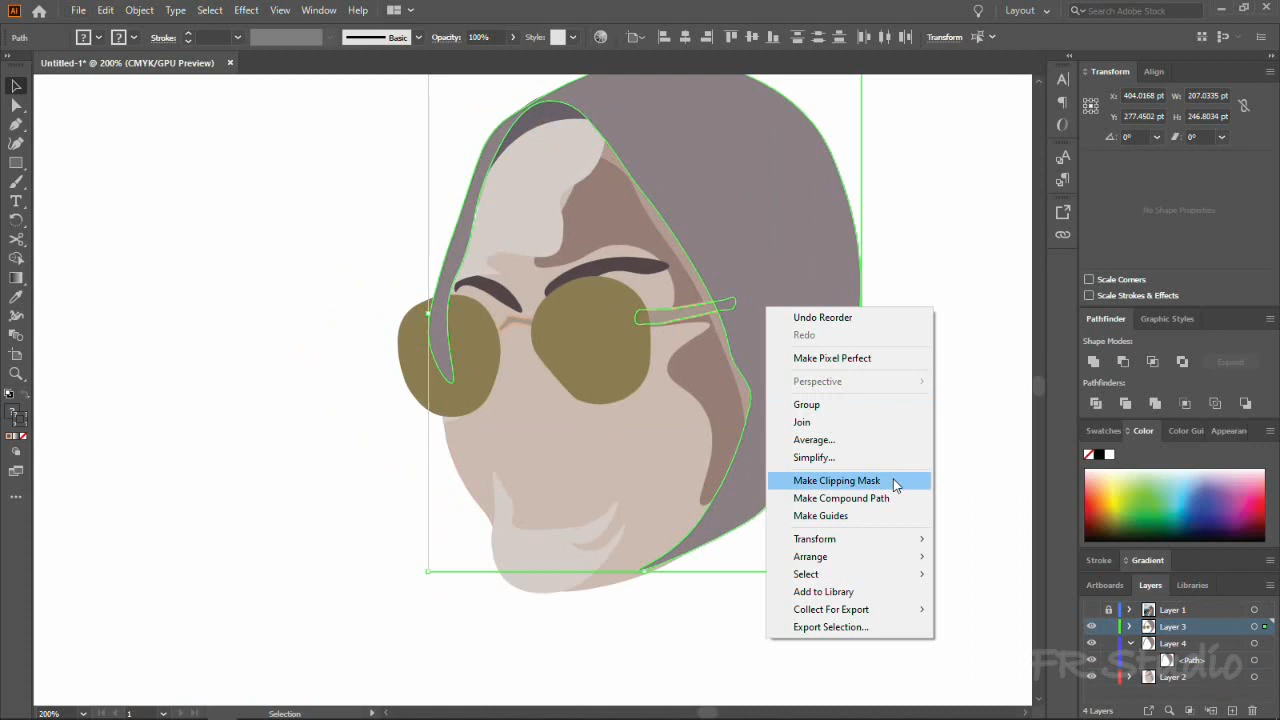 Ai File Edit Object Type Select Effect View Window Help Layout Search Adobe Stock
Path ? ? Stroke: Basic Opacity: 100% Style: Transform
Untitled-1* @ 200% (CMYK/GPU Preview) ×
Transform Align
X: 404.0168 pt W: 207.0335 pt
Y: 277.4502 pt H: 246.8034 pt
0° 0°
No Shape Properties
Scale Corners
Scale Strokes & Effects
Pathfinder Graphic Styles
Shape Modes:
Expand
Pathfinders:
Swatches Color Color Gui Appearan
Stroke Gradient
Artboards Layers Libraries
Layer 1
Layer 3
Layer 4
<Path>
Layer 2
4 Layers
Undo Reorder
Redo
Make Pixel Perfect
Perspective
Group
Join
Average...
Simplify...
Make Clipping Mask
Make Compound Path
Make Guides
Transform
Arrange
Select
Add to Library
Collect For Export
Export Selection...
FR.Studio
200% 1 Selection